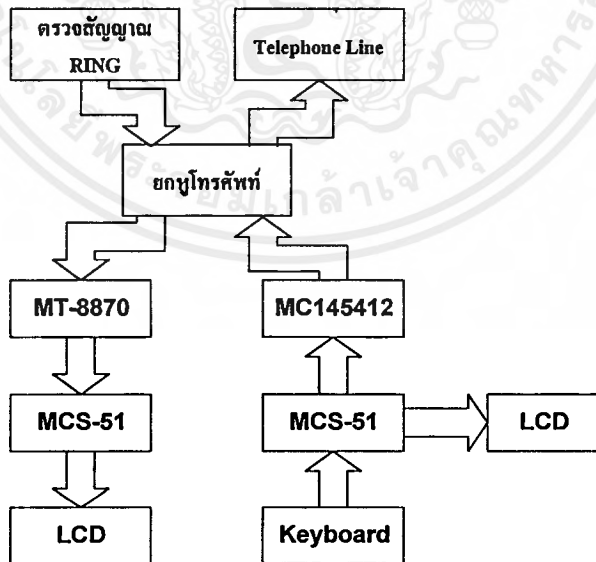 ตรวจสัญญาณ
RING
Telephone Line
ยกหูโทรศัพท์
MT-8870
MC145412
MCS-51
MCS-51
LCD
LCD
Keyboard